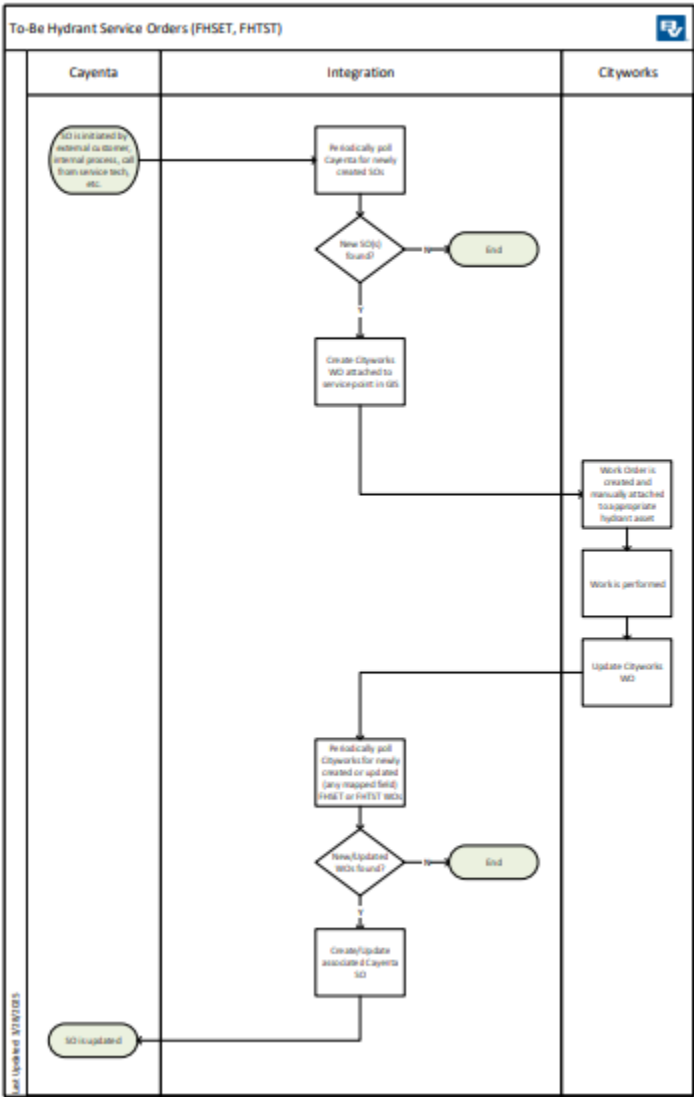 To-Be Hydrant Service Orders (FHSET, FHTST)
Cayenta
Integration
Cityworks
SO is initiated by
external customer,
internal process, call
from service tech,
etc.
Periodically poll
Cayenta for newly
created SOs
New SO(s)
found?
N
End
Y
Create Cityworks
WO attached to
service point in GIS
Work Order is
created and
manually attached
to appropriate
hydrant asset
Work is performed
Update Cityworks
WO
Periodically poll
Cityworks for newly
created or updated
(any mapped field)
FHSET or FHTST WOs
New/Updated
WOs found?
N
End
Y
Create/Update
associated Cayenta
SO
SO is updated
Last Updated: